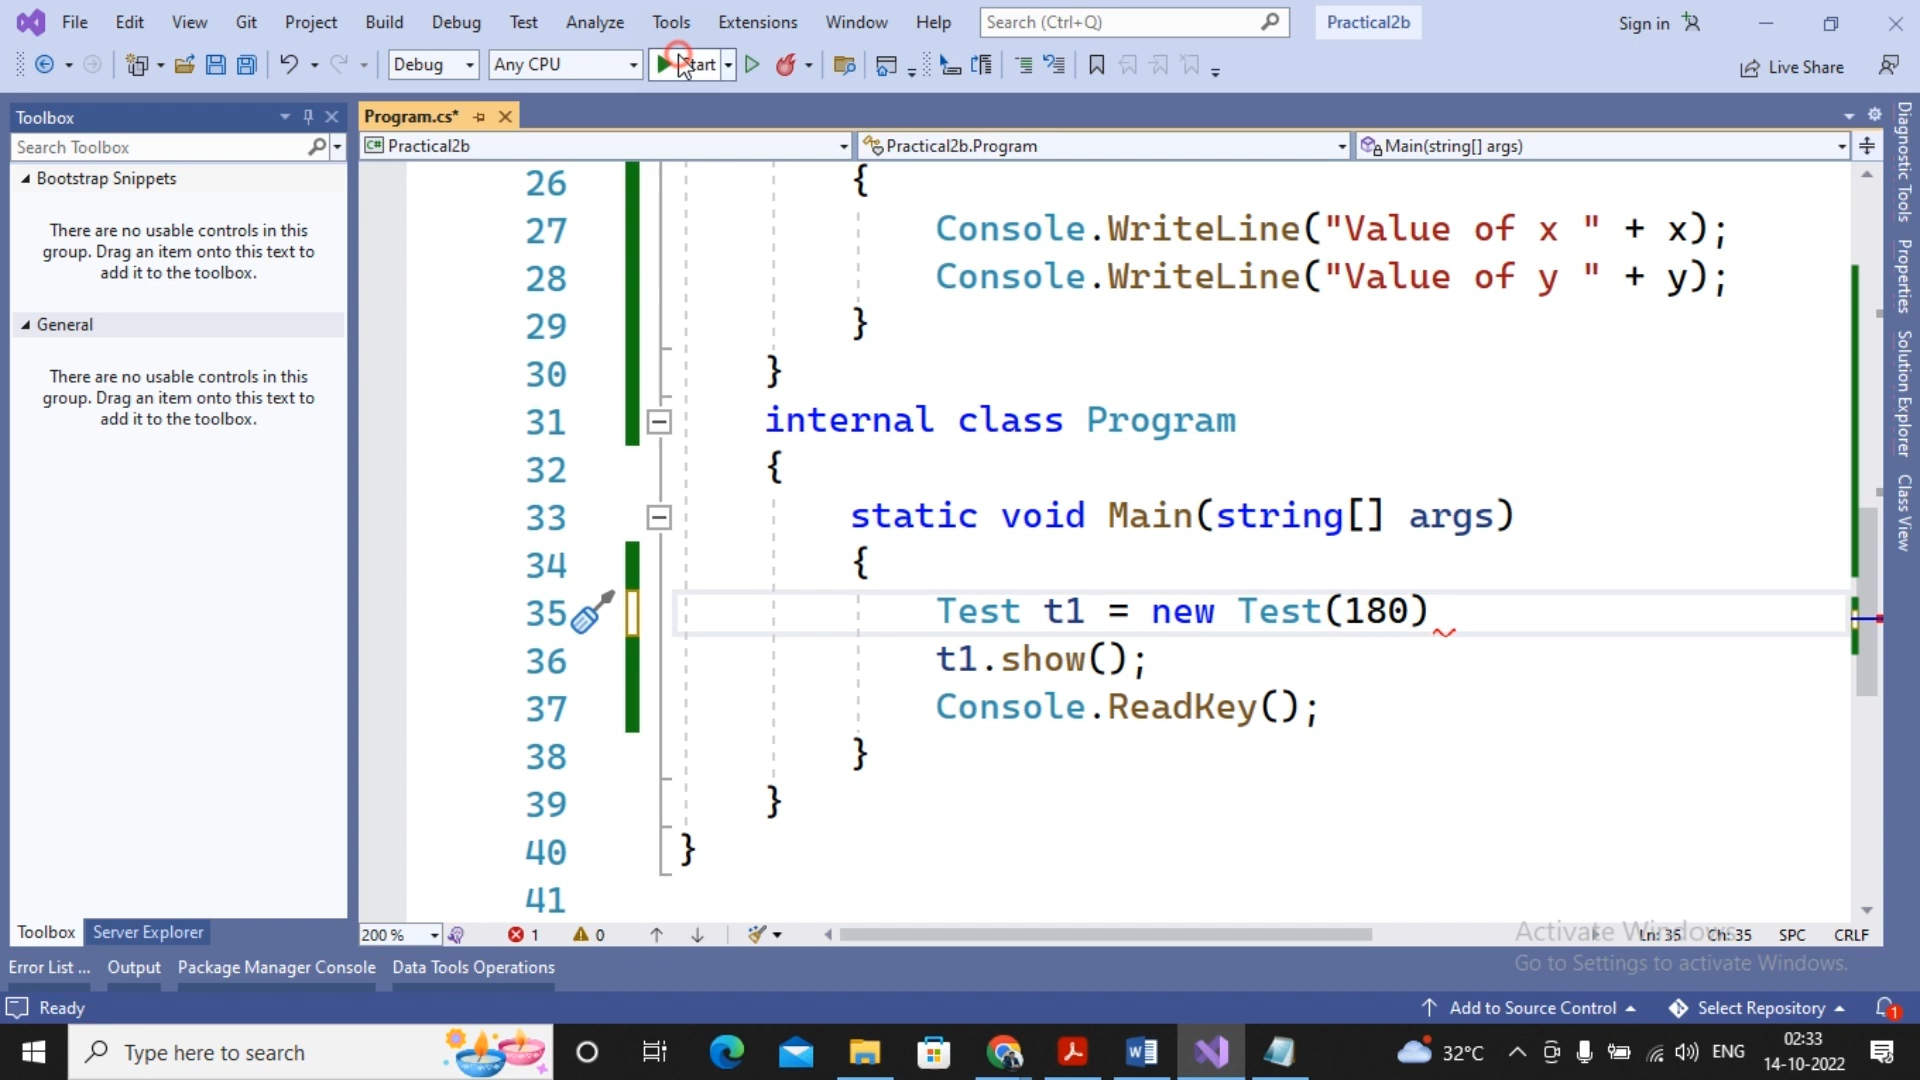 File Edit View Git Project Build Debug Test Analyze Tools Extensions Window Help Search (Ctrl+Q) Practical2b Sign in
Debug Any CPU Live Share
Toolbox
Search Toolbox
Bootstrap Snippets
There are no usable controls in this
group. Drag an item onto this text to
add it to the toolbox.
General
There are no usable controls in this
group. Drag an item onto this text to
add it to the toolbox.
Toolbox Server Explorer
Program.cs*
C# Practical2b Practical2b.Program Main(string[] args)
26 {
27 Console.WriteLine("Value of x " + x);
28 Console.WriteLine("Value of y " + y);
29 }
30 }
31 internal class Program
32 {
33 static void Main(string[] args)
34 {
35 Test t1 = new Test(180)
36 t1.show();
37 Console.ReadKey();
38 }
39 }
40 }
41
200 % 1 0 Ln: 35 Ch: 35 SPC CRLF
Diagnostic Tools
Properties
Solution Explorer
Class View
Activate Windows
Go to Settings to activate Windows.
Error List ... Output Package Manager Console Data Tools Operations
Ready Add to Source Control Select Repository 1
Type here to search 32°C ENG 02:33
14-10-2022